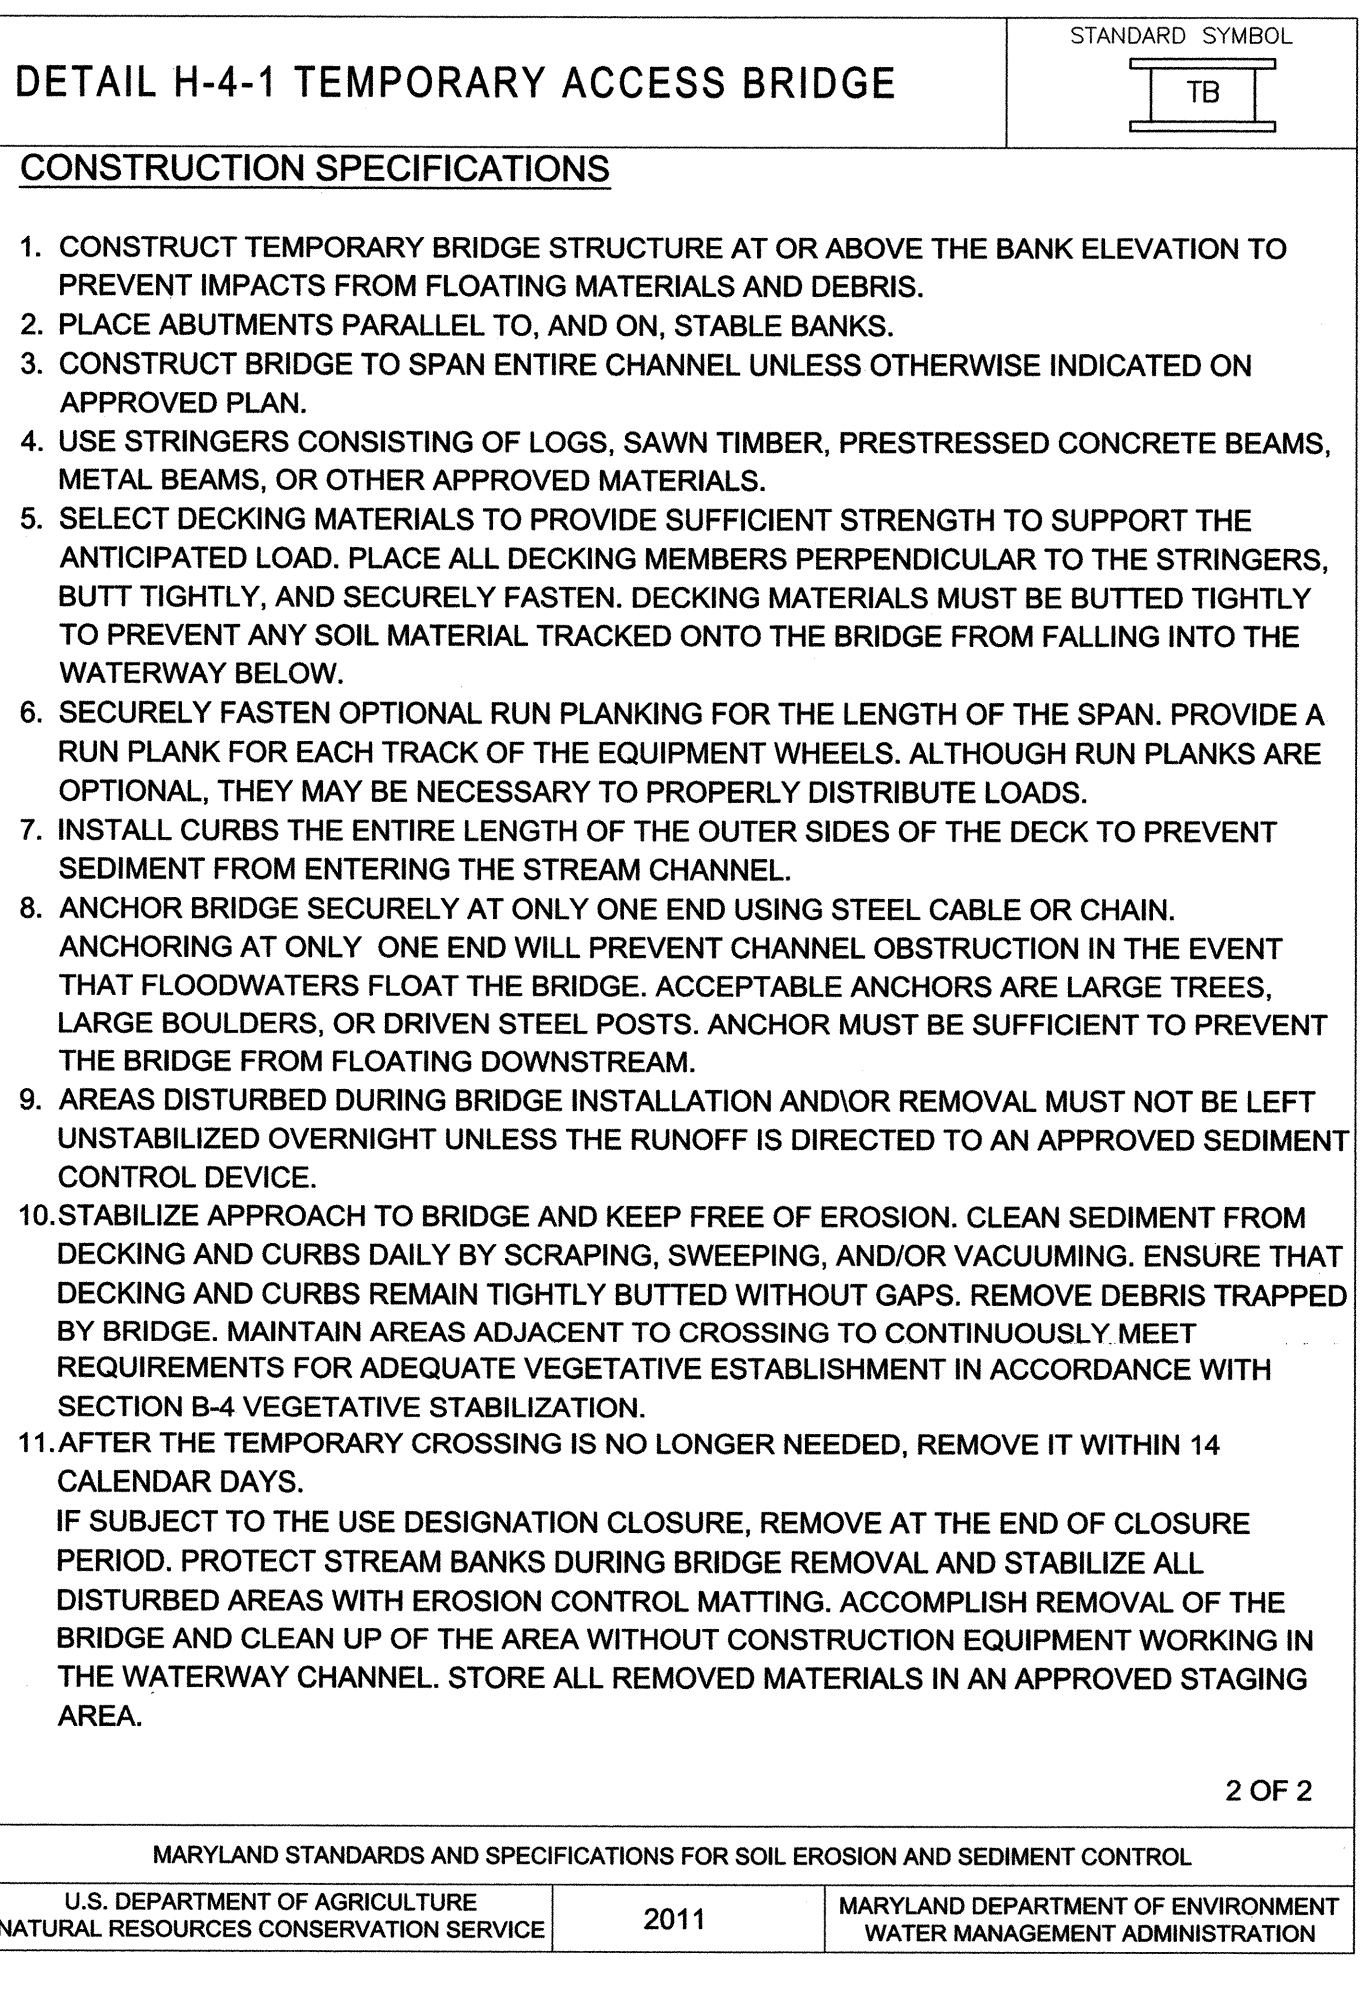 STANDARD SYMBOL
DETAIL H-4-1 TEMPORARY ACCESS BRIDGE
TB
CONSTRUCTION SPECIFICATIONS
1. CONSTRUCT TEMPORARY BRIDGE STRUCTURE AT OR ABOVE THE BANK ELEVATION TO
PREVENT IMPACTS FROM FLOATING MATERIALS AND DEBRIS.
2. PLACE ABUTMENTS PARALLEL TO, AND ON, STABLE BANKS.
3. CONSTRUCT BRIDGE TO SPAN ENTIRE CHANNEL UNLESS OTHERWISE INDICATED ON
APPROVED PLAN.
4. USE STRINGERS CONSISTING OF LOGS, SAWN TIMBER, PRESTRESSED CONCRETE BEAMS,
METAL BEAMS, OR OTHER APPROVED MATERIALS.
5. SELECT DECKING MATERIALS TO PROVIDE SUFFICIENT STRENGTH TO SUPPORT THE
ANTICIPATED LOAD. PLACE ALL DECKING MEMBERS PERPENDICULAR TO THE STRINGERS,
BUTT TIGHTLY, AND SECURELY FASTEN. DECKING MATERIALS MUST BE BUTTED TIGHTLY
TO PREVENT ANY SOIL MATERIAL TRACKED ONTO THE BRIDGE FROM FALLING INTO THE
WATERWAY BELOW.
6. SECURELY FASTEN OPTIONAL RUN PLANKING FOR THE LENGTH OF THE SPAN. PROVIDE A
RUN PLANK FOR EACH TRACK OF THE EQUIPMENT WHEELS. ALTHOUGH RUN PLANKS ARE
OPTIONAL, THEY MAY BE NECESSARY TO PROPERLY DISTRIBUTE LOADS.
7. INSTALL CURBS THE ENTIRE LENGTH OF THE OUTER SIDES OF THE DECK TO PREVENT
SEDIMENT FROM ENTERING THE STREAM CHANNEL.
8. ANCHOR BRIDGE SECURELY AT ONLY ONE END USING STEEL CABLE OR CHAIN.
ANCHORING AT ONLY ONE END WILL PREVENT CHANNEL OBSTRUCTION IN THE EVENT
THAT FLOODWATERS FLOAT THE BRIDGE. ACCEPTABLE ANCHORS ARE LARGE TREES,
LARGE BOULDERS, OR DRIVEN STEEL POSTS. ANCHOR MUST BE SUFFICIENT TO PREVENT
THE BRIDGE FROM FLOATING DOWNSTREAM.
9. AREAS DISTURBED DURING BRIDGE INSTALLATION AND\OR REMOVAL MUST NOT BE LEFT
UNSTABILIZED OVERNIGHT UNLESS THE RUNOFF IS DIRECTED TO AN APPROVED SEDIMENT
CONTROL DEVICE.
10.STABILIZE APPROACH TO BRIDGE AND KEEP FREE OF EROSION. CLEAN SEDIMENT FROM
DECKING AND CURBS DAILY BY SCRAPING, SWEEPING, AND/OR VACUUMING. ENSURE THAT
DECKING AND CURBS REMAIN TIGHTLY BUTTED WITHOUT GAPS. REMOVE DEBRIS TRAPPED
BY BRIDGE. MAINTAIN AREAS ADJACENT TO CROSSING TO CONTINUOUSLY MEET
REQUIREMENTS FOR ADEQUATE VEGETATIVE ESTABLISHMENT IN ACCORDANCE WITH
SECTION B-4 VEGETATIVE STABILIZATION.
11.AFTER THE TEMPORARY CROSSING IS NO LONGER NEEDED, REMOVE IT WITHIN 14
CALENDAR DAYS.
IF SUBJECT TO THE USE DESIGNATION CLOSURE, REMOVE AT THE END OF CLOSURE
PERIOD. PROTECT STREAM BANKS DURING BRIDGE REMOVAL AND STABILIZE ALL
DISTURBED AREAS WITH EROSION CONTROL MATTING. ACCOMPLISH REMOVAL OF THE
BRIDGE AND CLEAN UP OF THE AREA WITHOUT CONSTRUCTION EQUIPMENT WORKING IN
THE WATERWAY CHANNEL. STORE ALL REMOVED MATERIALS IN AN APPROVED STAGING
AREA.
2 OF 2
MARYLAND STANDARDS AND SPECIFICATIONS FOR SOIL EROSION AND SEDIMENT CONTROL
U.S. DEPARTMENT OF AGRICULTURE
NATURAL RESOURCES CONSERVATION SERVICE
2011
MARYLAND DEPARTMENT OF ENVIRONMENT
WATER MANAGEMENT ADMINISTRATION